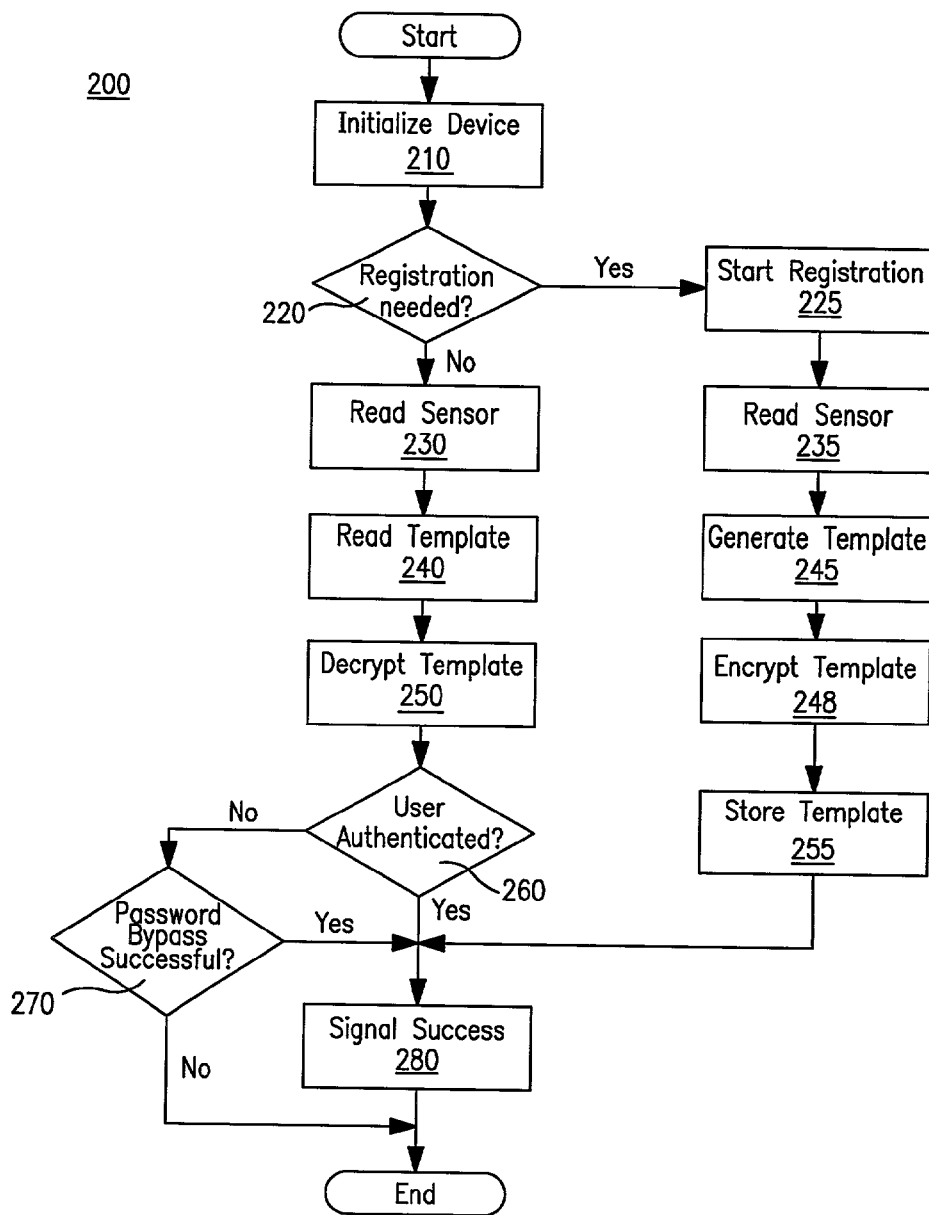 Start
200
Initialize Device
210
Registration
needed?
220
Yes
Start Registration
225
No
Read Sensor
230
Read Sensor
235
Read Template
240
Generate Template
245
Decrypt Template
250
Encrypt Template
248
User
Authenticated?
260
No
Store Template
255
Password
Bypass
Successful?
270
Yes
Yes
Signal Success
280
No
End